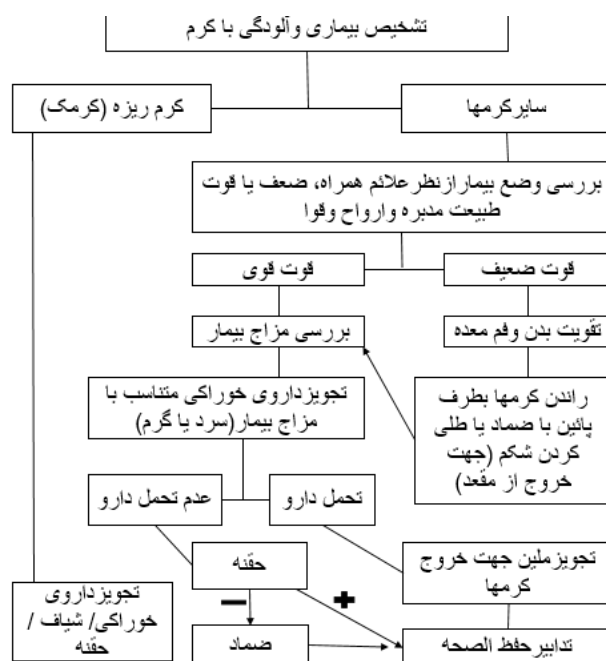 تشخیص بیماری وآلودگی با کرم
سایرکرمها
کرم ریزه (کرمک)
بررسی وضع بیمارازنظرعلائم همراه، ضعف یا قوت
طبیعت مدبره وارواح وقوا
قوت ضعیف
قوت قوی
تقویت بدن وفم معده
بررسی مزاج بیمار
راندن کرمها بطرف
پائین با ضماد یا طلی
کردن شکم (جهت
خروج از مقعد)
تجویزداروی خوراکی متناسب با
مزاج بیمار(سرد یا گرم)
تحمل دارو
عدم تحمل دارو
تجویزملین جهت خروج
کرمها
حقنه
تجویزداروی
خوراکی/ شیاف /
حقنه
+
−
تدابیرحفظ الصحه
ضماد